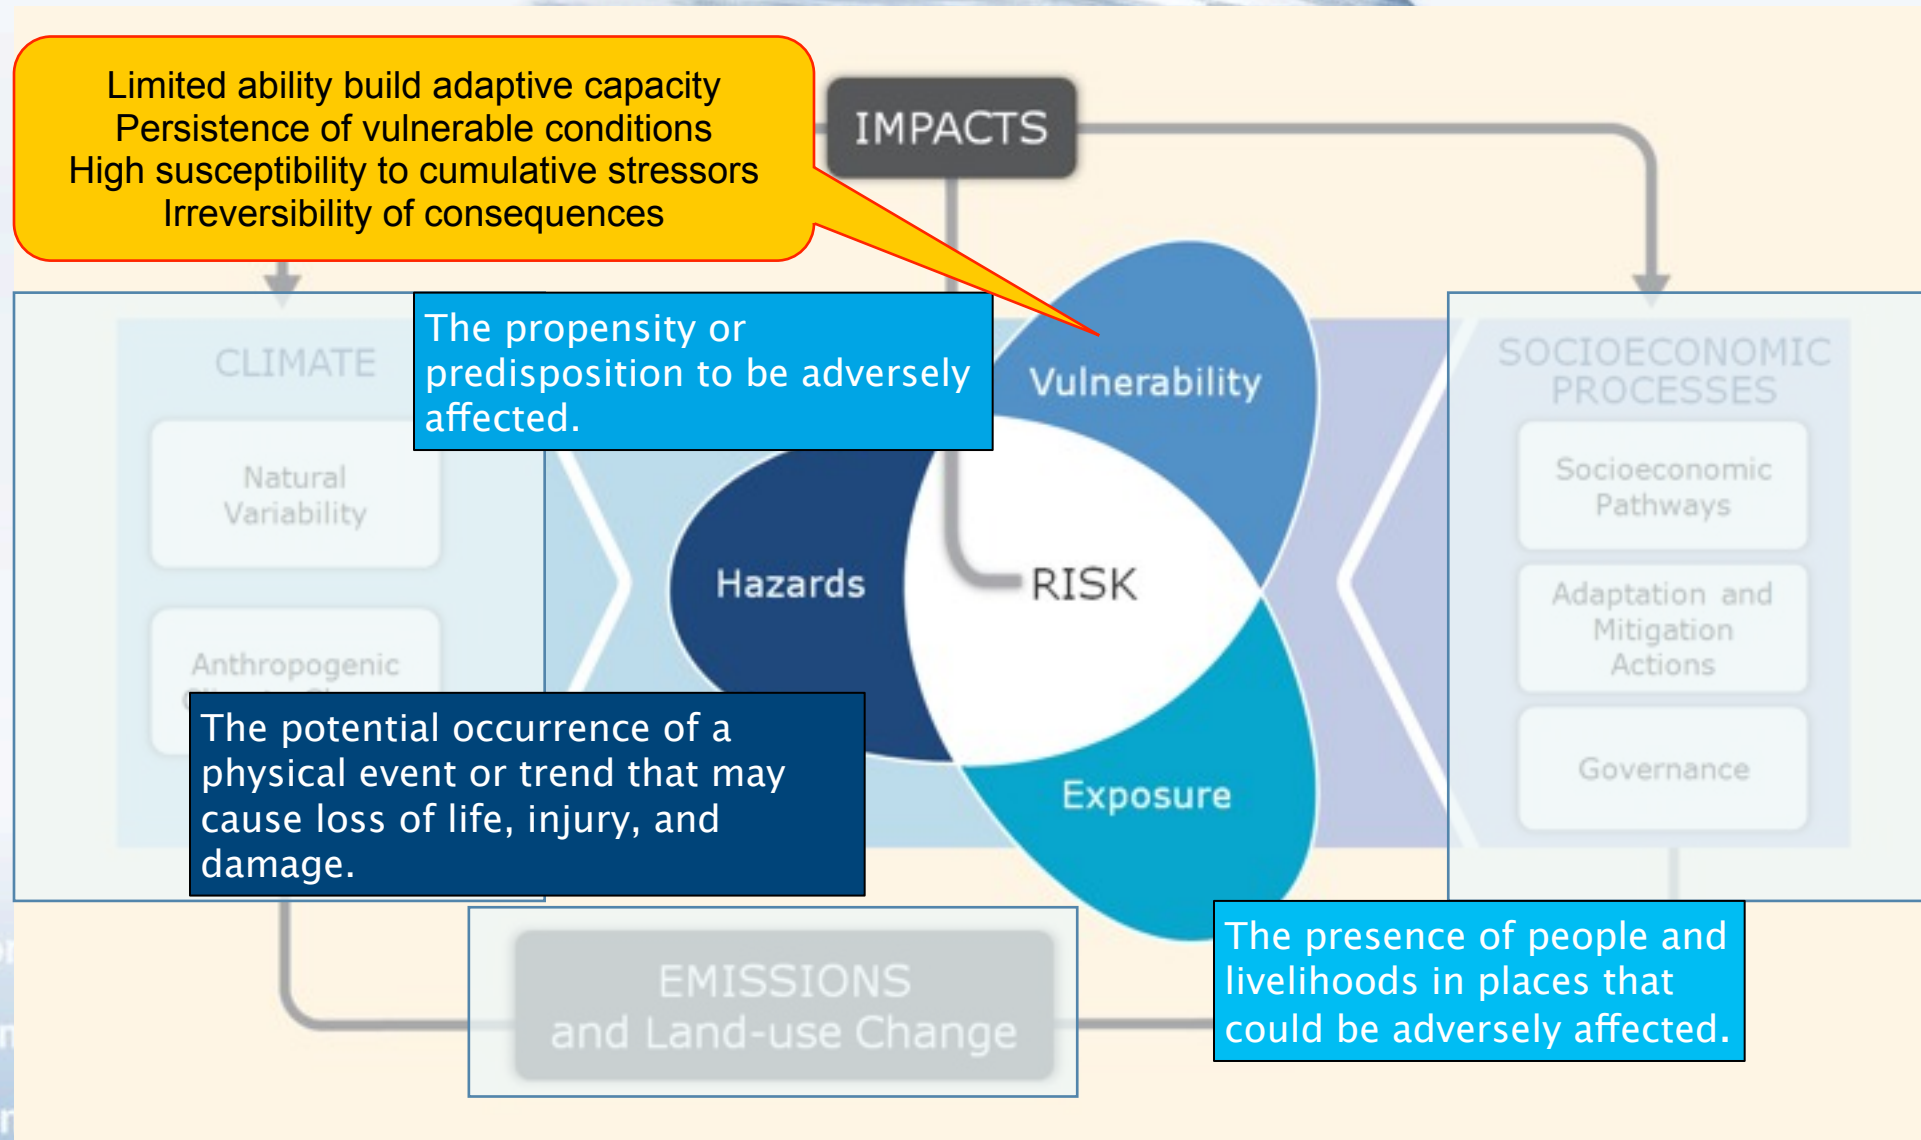 Limited ability build adaptive capacity
Persistence of vulnerable conditions
High susceptibility to cumulative stressors
Irreversibility of consequences
IMPACTS
The propensity or
predisposition to be adversely
affected.
CLIMATE
Natural
Variability
Anthropogenic
The potential occurrence of a
physical event or trend that may
cause loss of life, injury, and
damage.
Vulnerability
Hazards
RISK
Exposure
SOCIOECONOMIC
PROCESSES
Socioeconomic
Pathways
Adaptation and
Mitigation
Actions
Governance
EMISSIONS
and Land-use Change
The presence of people and
livelihoods in places that
could be adversely affected.